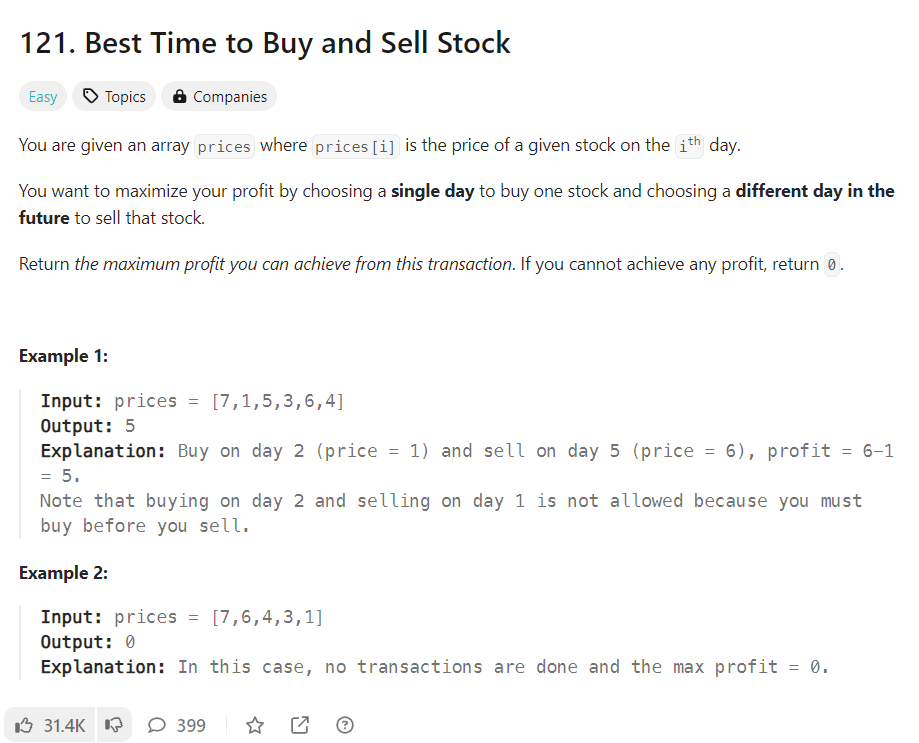 121. Best Time to Buy and Sell Stock
Easy Topics Companies
You are given an array prices where prices[i] is the price of a given stock on the ith day.
You want to maximize your profit by choosing a single day to buy one stock and choosing a different day in the
future to sell that stock.
Return the maximum profit you can achieve from this transaction. If you cannot achieve any profit, return 0.
Example 1:
Input: prices = [7,1,5,3,6,4]
Output: 5
Explanation: Buy on day 2 (price = 1) and sell on day 5 (price = 6), profit = 6-1
= 5.
Note that buying on day 2 and selling on day 1 is not allowed because you must
buy before you sell.
Example 2:
Input: prices = [7,6,4,3,1]
Output: 0
Explanation: In this case, no transactions are done and the max profit = 0.
31.4K 399